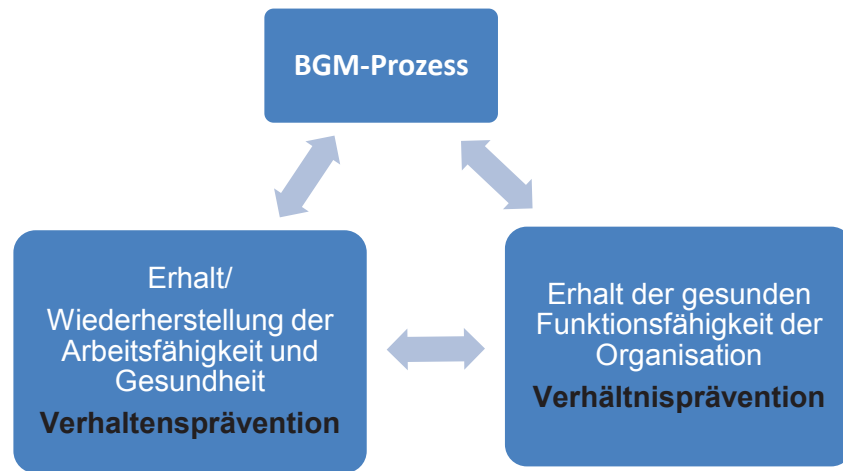 BGM-Prozess
Erhalt/
Wiederherstellung der
Arbeitsfähigkeit und
Gesundheit
Verhaltensprävention
Erhalt der gesunden
Funktionsfähigkeit der
Organisation
Verhältnisprävention